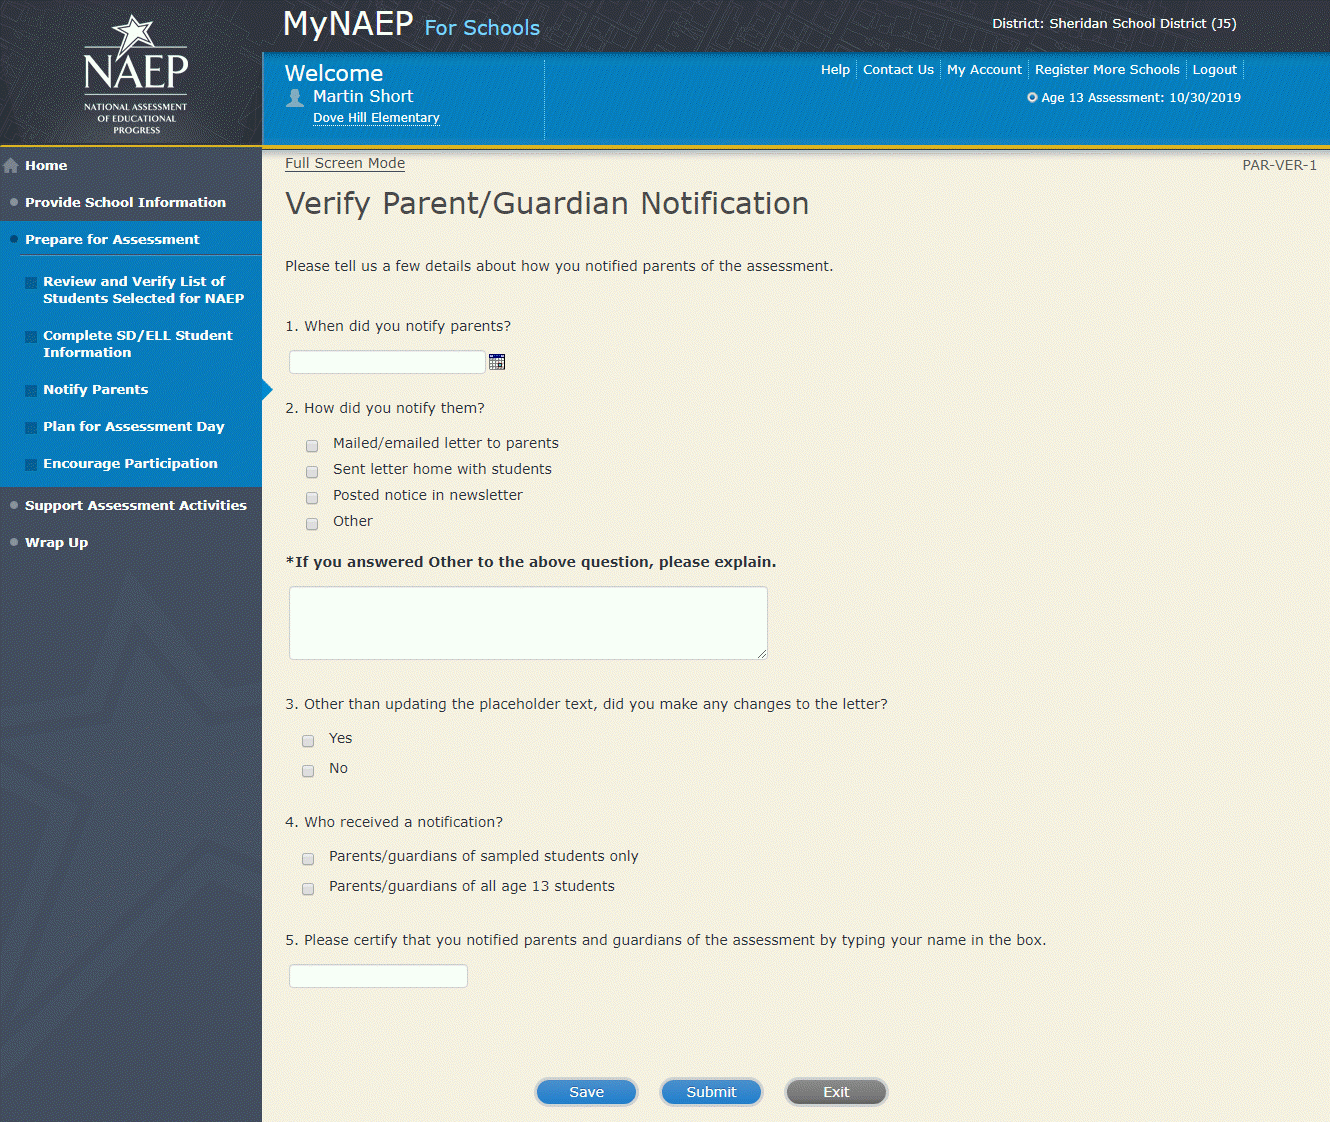 NAEP
NATIONAL ASSESSMENT
OF EDUCATIONAL
PROGRESS
MyNAEP For Schools
District: Sheridan School District (J5)
Welcome
Martin Short
Dove Hill Elementary
Help Contact Us My Account Register More Schools Logout
Age 13 Assessment: 10/30/2019
Home
Provide School Information
Prepare for Assessment
Review and Verify List of
Students Selected for NAEP
Complete SD/ELL Student
Information
Notify Parents
Plan for Assessment Day
Encourage Participation
Support Assessment Activities
Wrap Up
Full Screen Mode
PAR-VER-1
Verify Parent/Guardian Notification
Please tell us a few details about how you notified parents of the assessment.
1. When did you notify parents?
2. How did you notify them?
Mailed/emailed letter to parents
Sent letter home with students
Posted notice in newsletter
Other
*If you answered Other to the above question, please explain.
3. Other than updating the placeholder text, did you make any changes to the letter?
Yes
No
4. Who received a notification?
Parents/guardians of sampled students only
Parents/guardians of all age 13 students
5. Please certify that you notified parents and guardians of the assessment by typing your name in the box.
Save Submit Exit